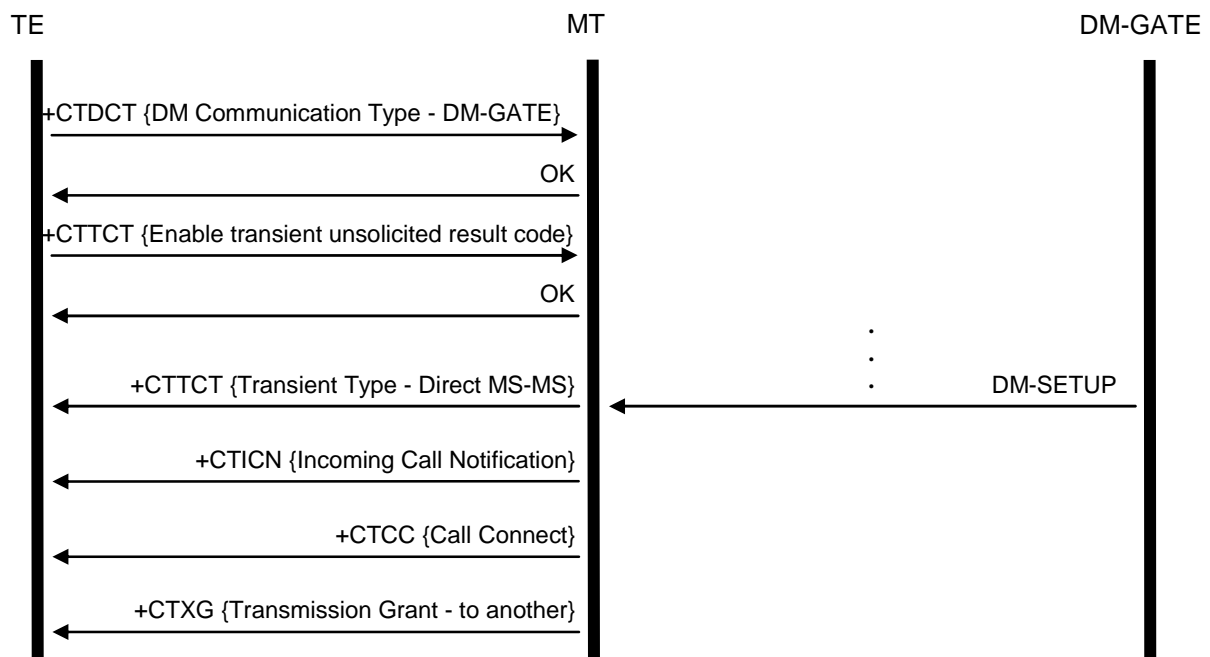 TE MT DM-GATE
+CTDCT {DM Communication Type - DM-GATE}
OK
+CTTCT {Enable transient unsolicited result code}
OK
+CTTCT {Transient Type - Direct MS-MS} DM-SETUP
+CTICN {Incoming Call Notification}
+CTCC {Call Connect}
+CTXG {Transmission Grant - to another}